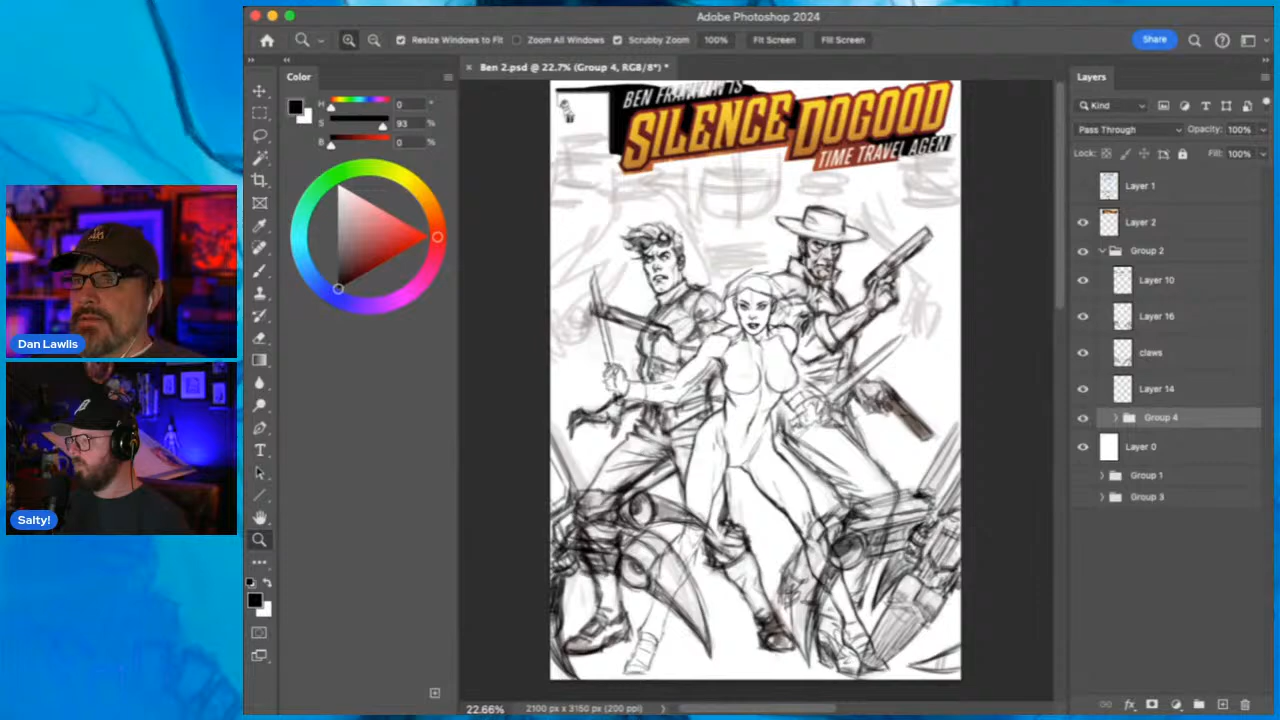 Adobe Photoshop 2024
Resize Windows to Fit
Zoom All Windows
Scrubby Zoom
100%
Fit Screen
Fill Screen
Share
Color
Ben 2.psd @ 22.7% (Group 4, RGB/8*) *
Layers
H 0 °
S 93 %
B 0 %
BEN FRANKLIN IS
SILENCE DOGOOD
TIME TRAVEL AGENT
Kind
Pass Through
Opacity: 100%
Lock:
Fill: 100%
Layer 1
Layer 2
Group 2
Layer 10
Layer 16
claws
Layer 14
Group 4
Layer 0
Group 1
Group 3
Dan Lawlis
Salty!
22.66%
2100 px x 3150 px (200 ppi)